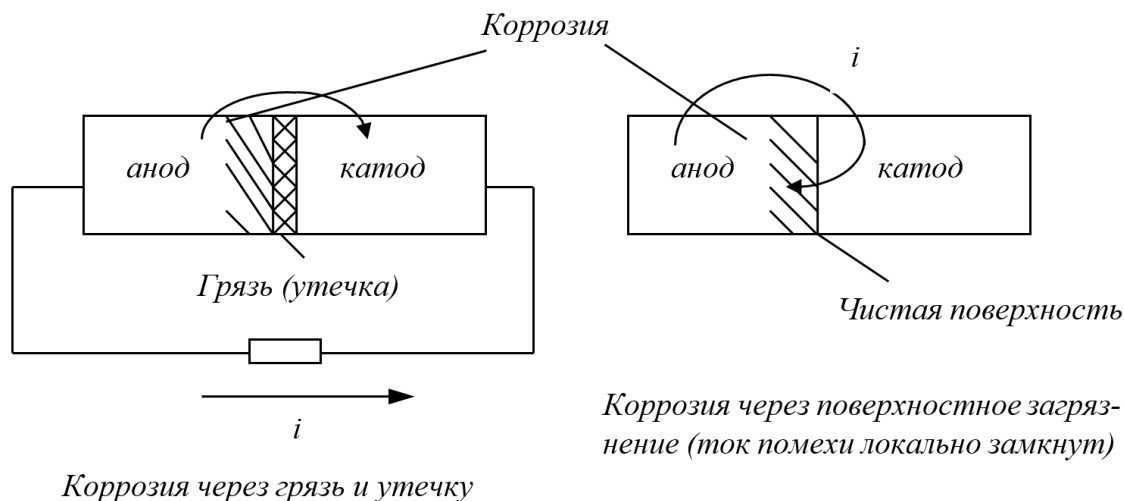 Коррозия
i
анод
катод
анод
катод
Грязь (утечка)
Чистая поверхность
i
Коррозия через поверхностное загряз-
нение (ток помехи локально замкнут)
Коррозия через грязь и утечку